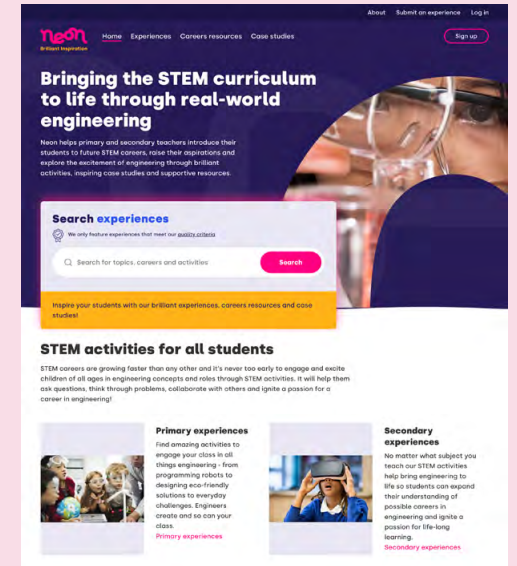 About Submit an experience Log in
neon
Brilliant Inspiration
Home Experiences Careers resources Case studies
Sign up
Bringing the STEM curriculum
to life through real-world
engineering
Neon helps primary and secondary teachers introduce their
students to future STEM careers, raise their aspirations and
explore the excitement of engineering through brilliant
activities, inspiring case studies and supportive resources.
Search experiences
We only feature experiences that meet our quality criteria
Search for topics, careers and activities
Search
Inspire your students with our brilliant experiences, careers resources and case
studies!
STEM activities for all students
STEM careers are growing faster than any other and it's never too early to engage and excite
children of all ages in engineering concepts and roles through STEM activities. It will help them
ask questions, think through problems, collaborate with others and ignite a passion for a
career in engineering!
Primary experiences
Find amazing activities to
engage your class in all
things engineering - from
programming robots to
designing eco-friendly
solutions to everyday
challenges. Engineers
create and so can your
class.
Primary experiences
Secondary
experiences
No matter what subject you
teach our STEM activities
help bring engineering to
life so students can expand
their understanding of
possible careers in
engineering and ignite a
passion for life-long
learning.
Secondary experiences